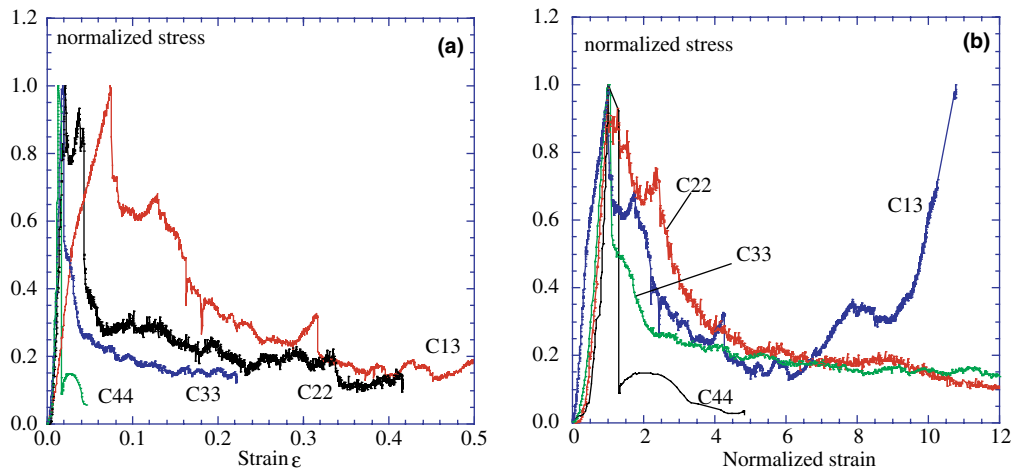 normalized stress
(a)
1.2
1.0
0.8
0.6
0.4
0.2
0.0
C44
C33
C22
C13
0.0
0.1
0.2
0.3
0.4
0.5
Strain ε
normalized stress
(b)
1.2
1.0
0.8
0.6
0.4
0.2
0.0
C22
C33
C13
C44
0
2
4
6
8
10
12
Normalized strain